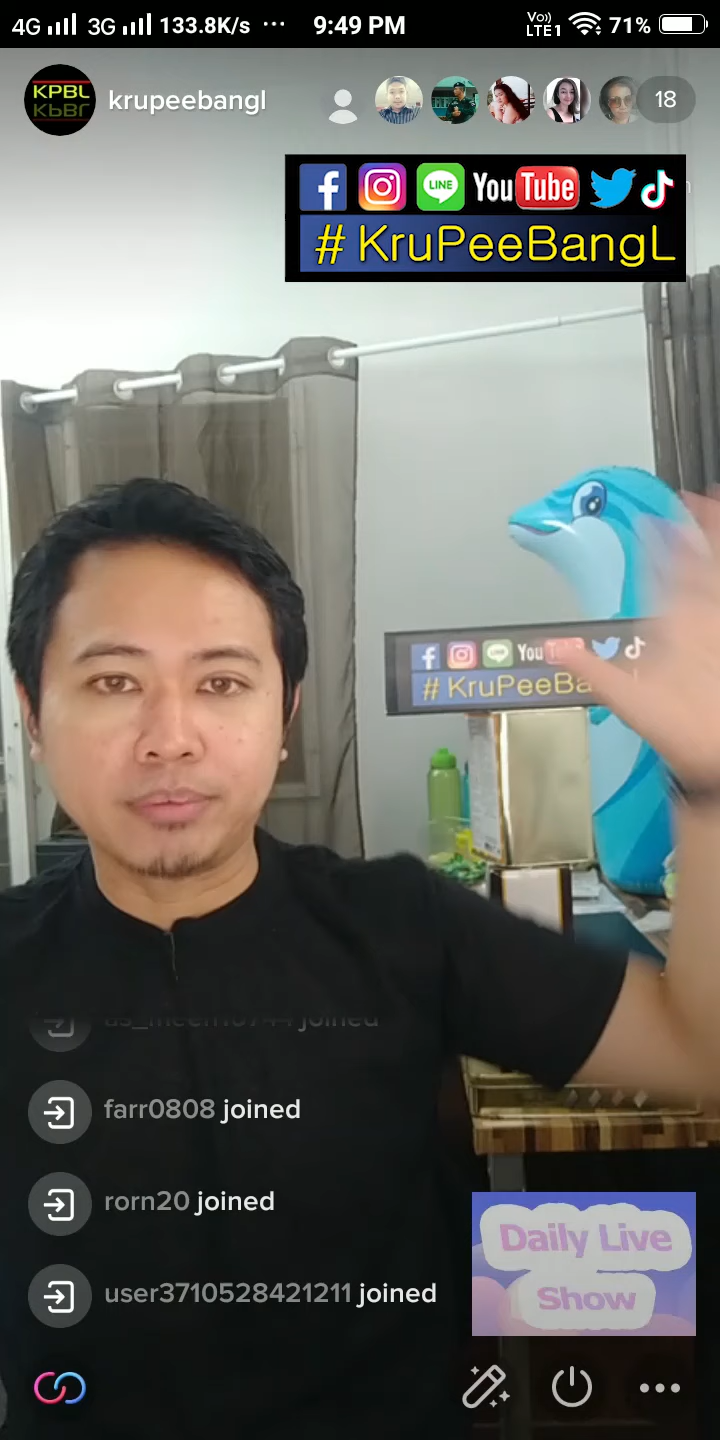 4G 3G 133.8K/s ... 9:49 PM Vo)) LTE1 71%
KPBL
krupeebangl
18
LINE YouTube
# KruPeeBangL
LINE You
# KruPeeBa
joined
farr0808 joined
rorn20 joined
user3710528421211 joined
Daily Live
Show